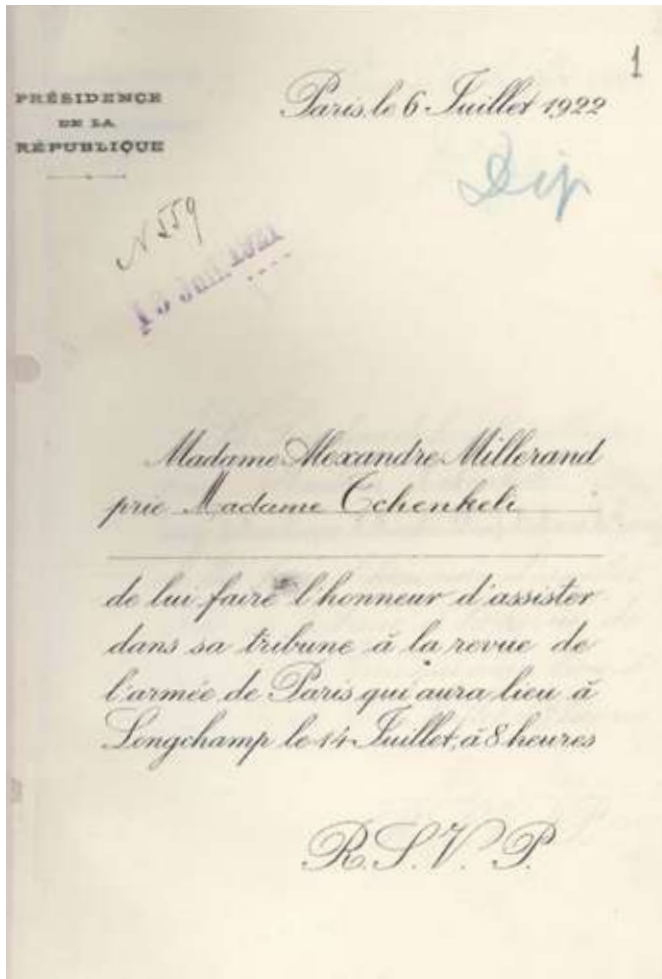 1
PRÉSIDENCE
DE LA
RÉPUBLIQUE
Paris, le 6 Juillet 1922
Dip
N 559
Madame Alexandre Millerand
prie Madame Tchenkeli
de lui faire l'honneur d'assister
dans sa tribune à la revue de
l'armée de Paris qui aura lieu à
Longchamp le 14 Juillet, à 8 heures
R.S.V.P.